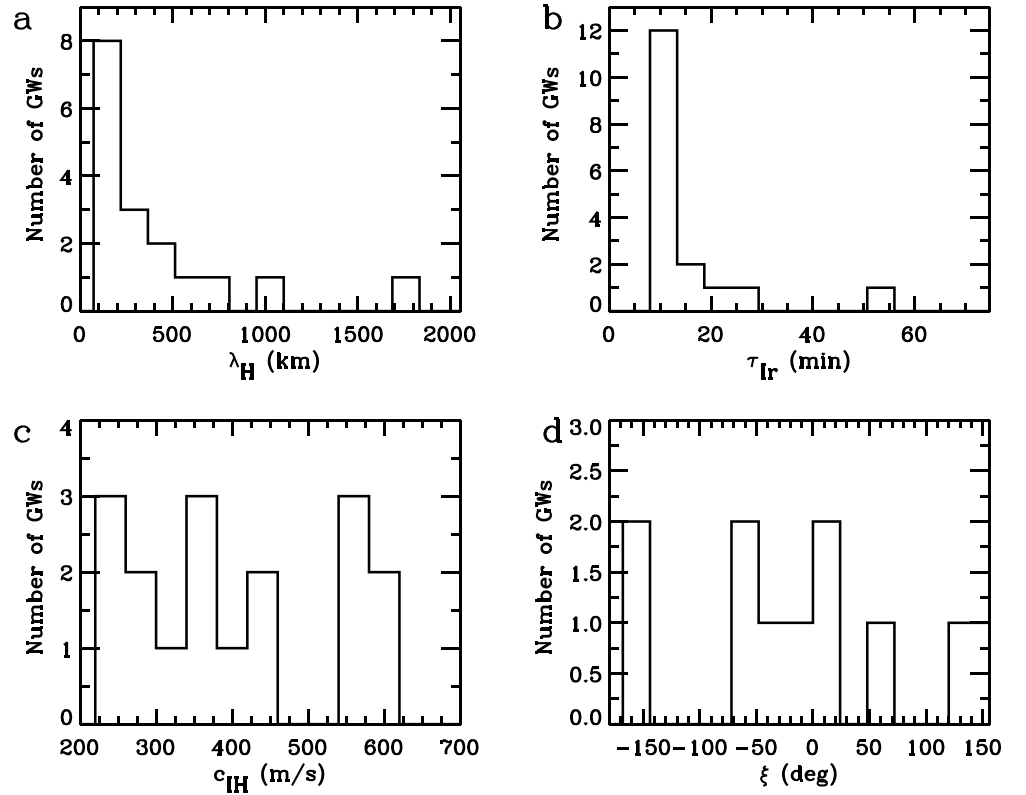 a
8
6
4
2
0
Number of GWs
0 500 1000 1500 2000
λH (km)
b
12
10
8
6
4
2
0
Number of GWs
0 20 40 60
τIr (min)
c
4
3
2
1
0
Number of GWs
200 300 400 500 600 700
cIH (m/s)
d
3.0
2.5
2.0
1.5
1.0
0.5
0.0
Number of GWs
-150 -100 -50 0 50 100 150
ξ (deg)